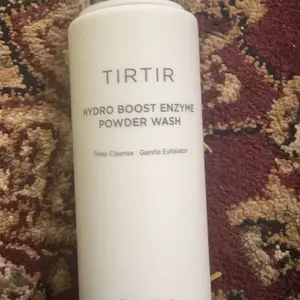 TIRTIR
HYDRO BOOST ENZYME
POWDER WASH
Deep Cleanse · Gentle Exfoliator